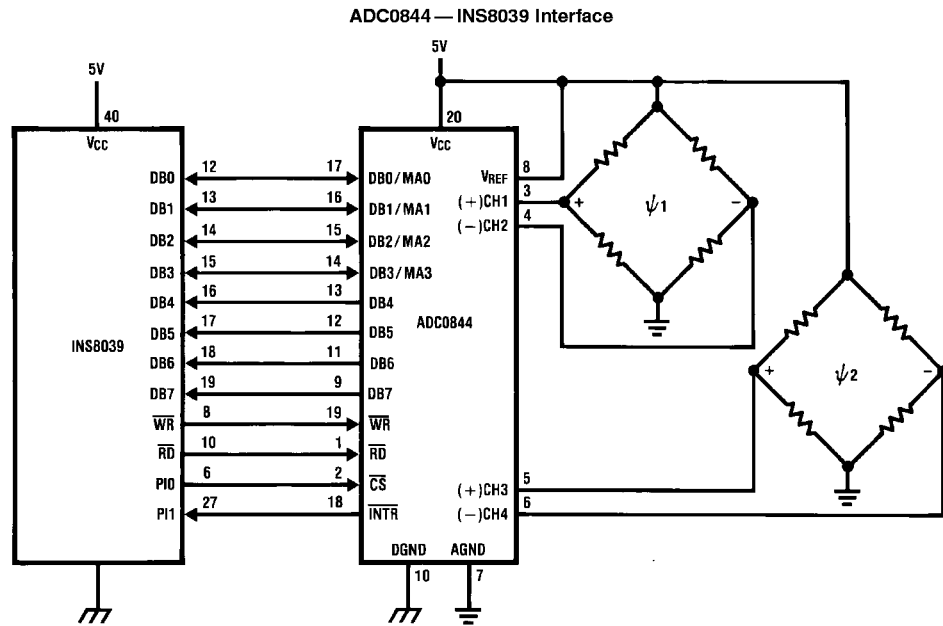 ADC0844 — INS8039 Interface
5V
5V
40
20
VCC
VCC
DB0 12 17 DB0/MA0
VREF 8
DB1 13 16 DB1/MA1
(+)CH1 3
(−)CH2 4
+ ψ1 −
DB2 14 15 DB2/MA2
DB3 15 14 DB3/MA3
DB4 16 13 DB4
ADC0844
DB5 17 12 DB5
INS8039
DB6 18 11 DB6
+ ψ2 −
DB7 19 9 DB7
WR 8 19 WR
RD 10 1 RD
PI0 6 2 CS
(+)CH3 5
PI1 27 18 INTR
(−)CH4 6
DGND AGND
10 7